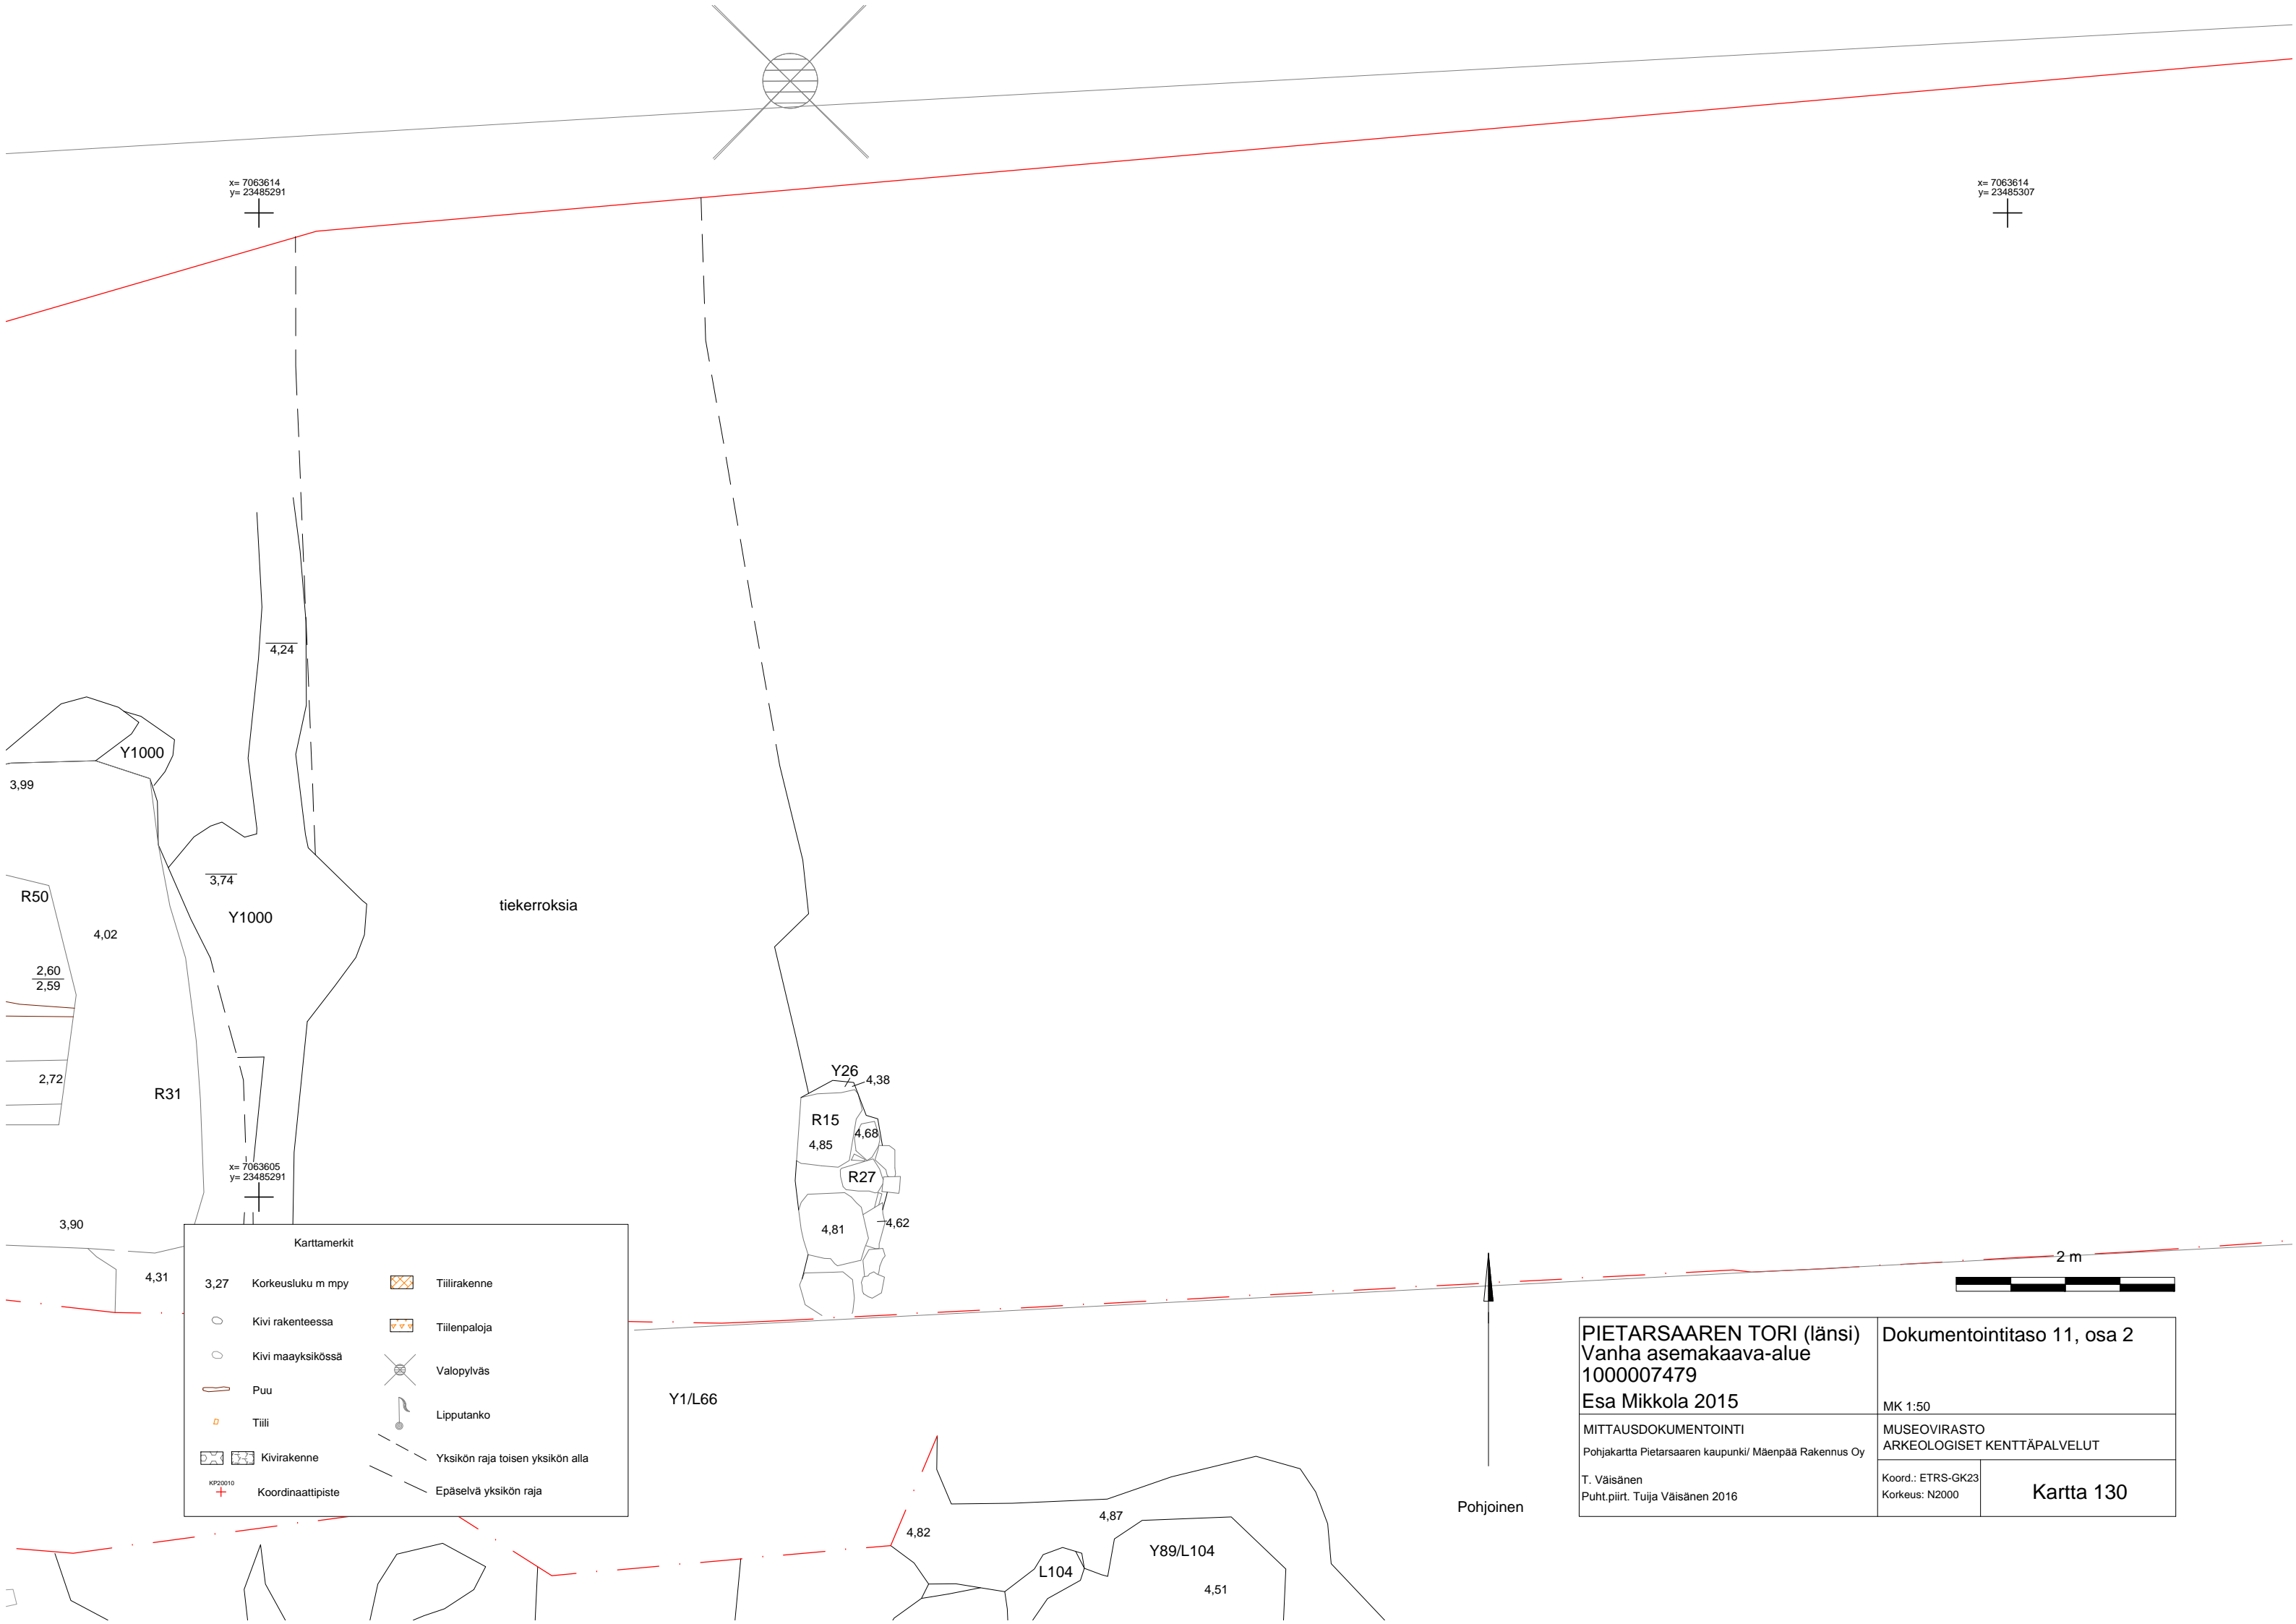 x= 7063614
y= 23485291
x= 7063614
y= 23485307
4,24
Y1000
3,99
3,74
R50
Y1000
tiekerroksia
4,02
2,60
2,59
2,72
R31
Y26
4,38
R15
4,85
4,68
x= 7063605
y= 23485291
R27
3,90
4,81
4,62
4,31
2 m
Karttamerkit
3,27 Korkeusluku m mpy
Kivi rakenteessa
Kivi maayksikössä
Puu
Tiili
Kivirakenne
KP20010
Koordinaattipiste
Tiilirakenne
Tiilenpaloja
Valopylväs
Lipputanko
Yksikön raja toisen yksikön alla
Epäselvä yksikön raja
Y1/L66
4,82
4,87
Y89/L104
L104
4,51
Pohjoinen
PIETARSAAREN TORI (länsi)
Vanha asemakaava-alue
1000007479
Esa Mikkola 2015
Dokumentointitaso 11, osa 2
MK 1:50
MITTAUSDOKUMENTOINTI
Pohjakartta Pietarsaaren kaupunki/ Mäenpää Rakennus Oy
T. Väisänen
Puht.piirt. Tuija Väisänen 2016
MUSEOVIRASTO
ARKEOLOGISET KENTTÄPALVELUT
Koord.: ETRS-GK23
Korkeus: N2000
Kartta 130